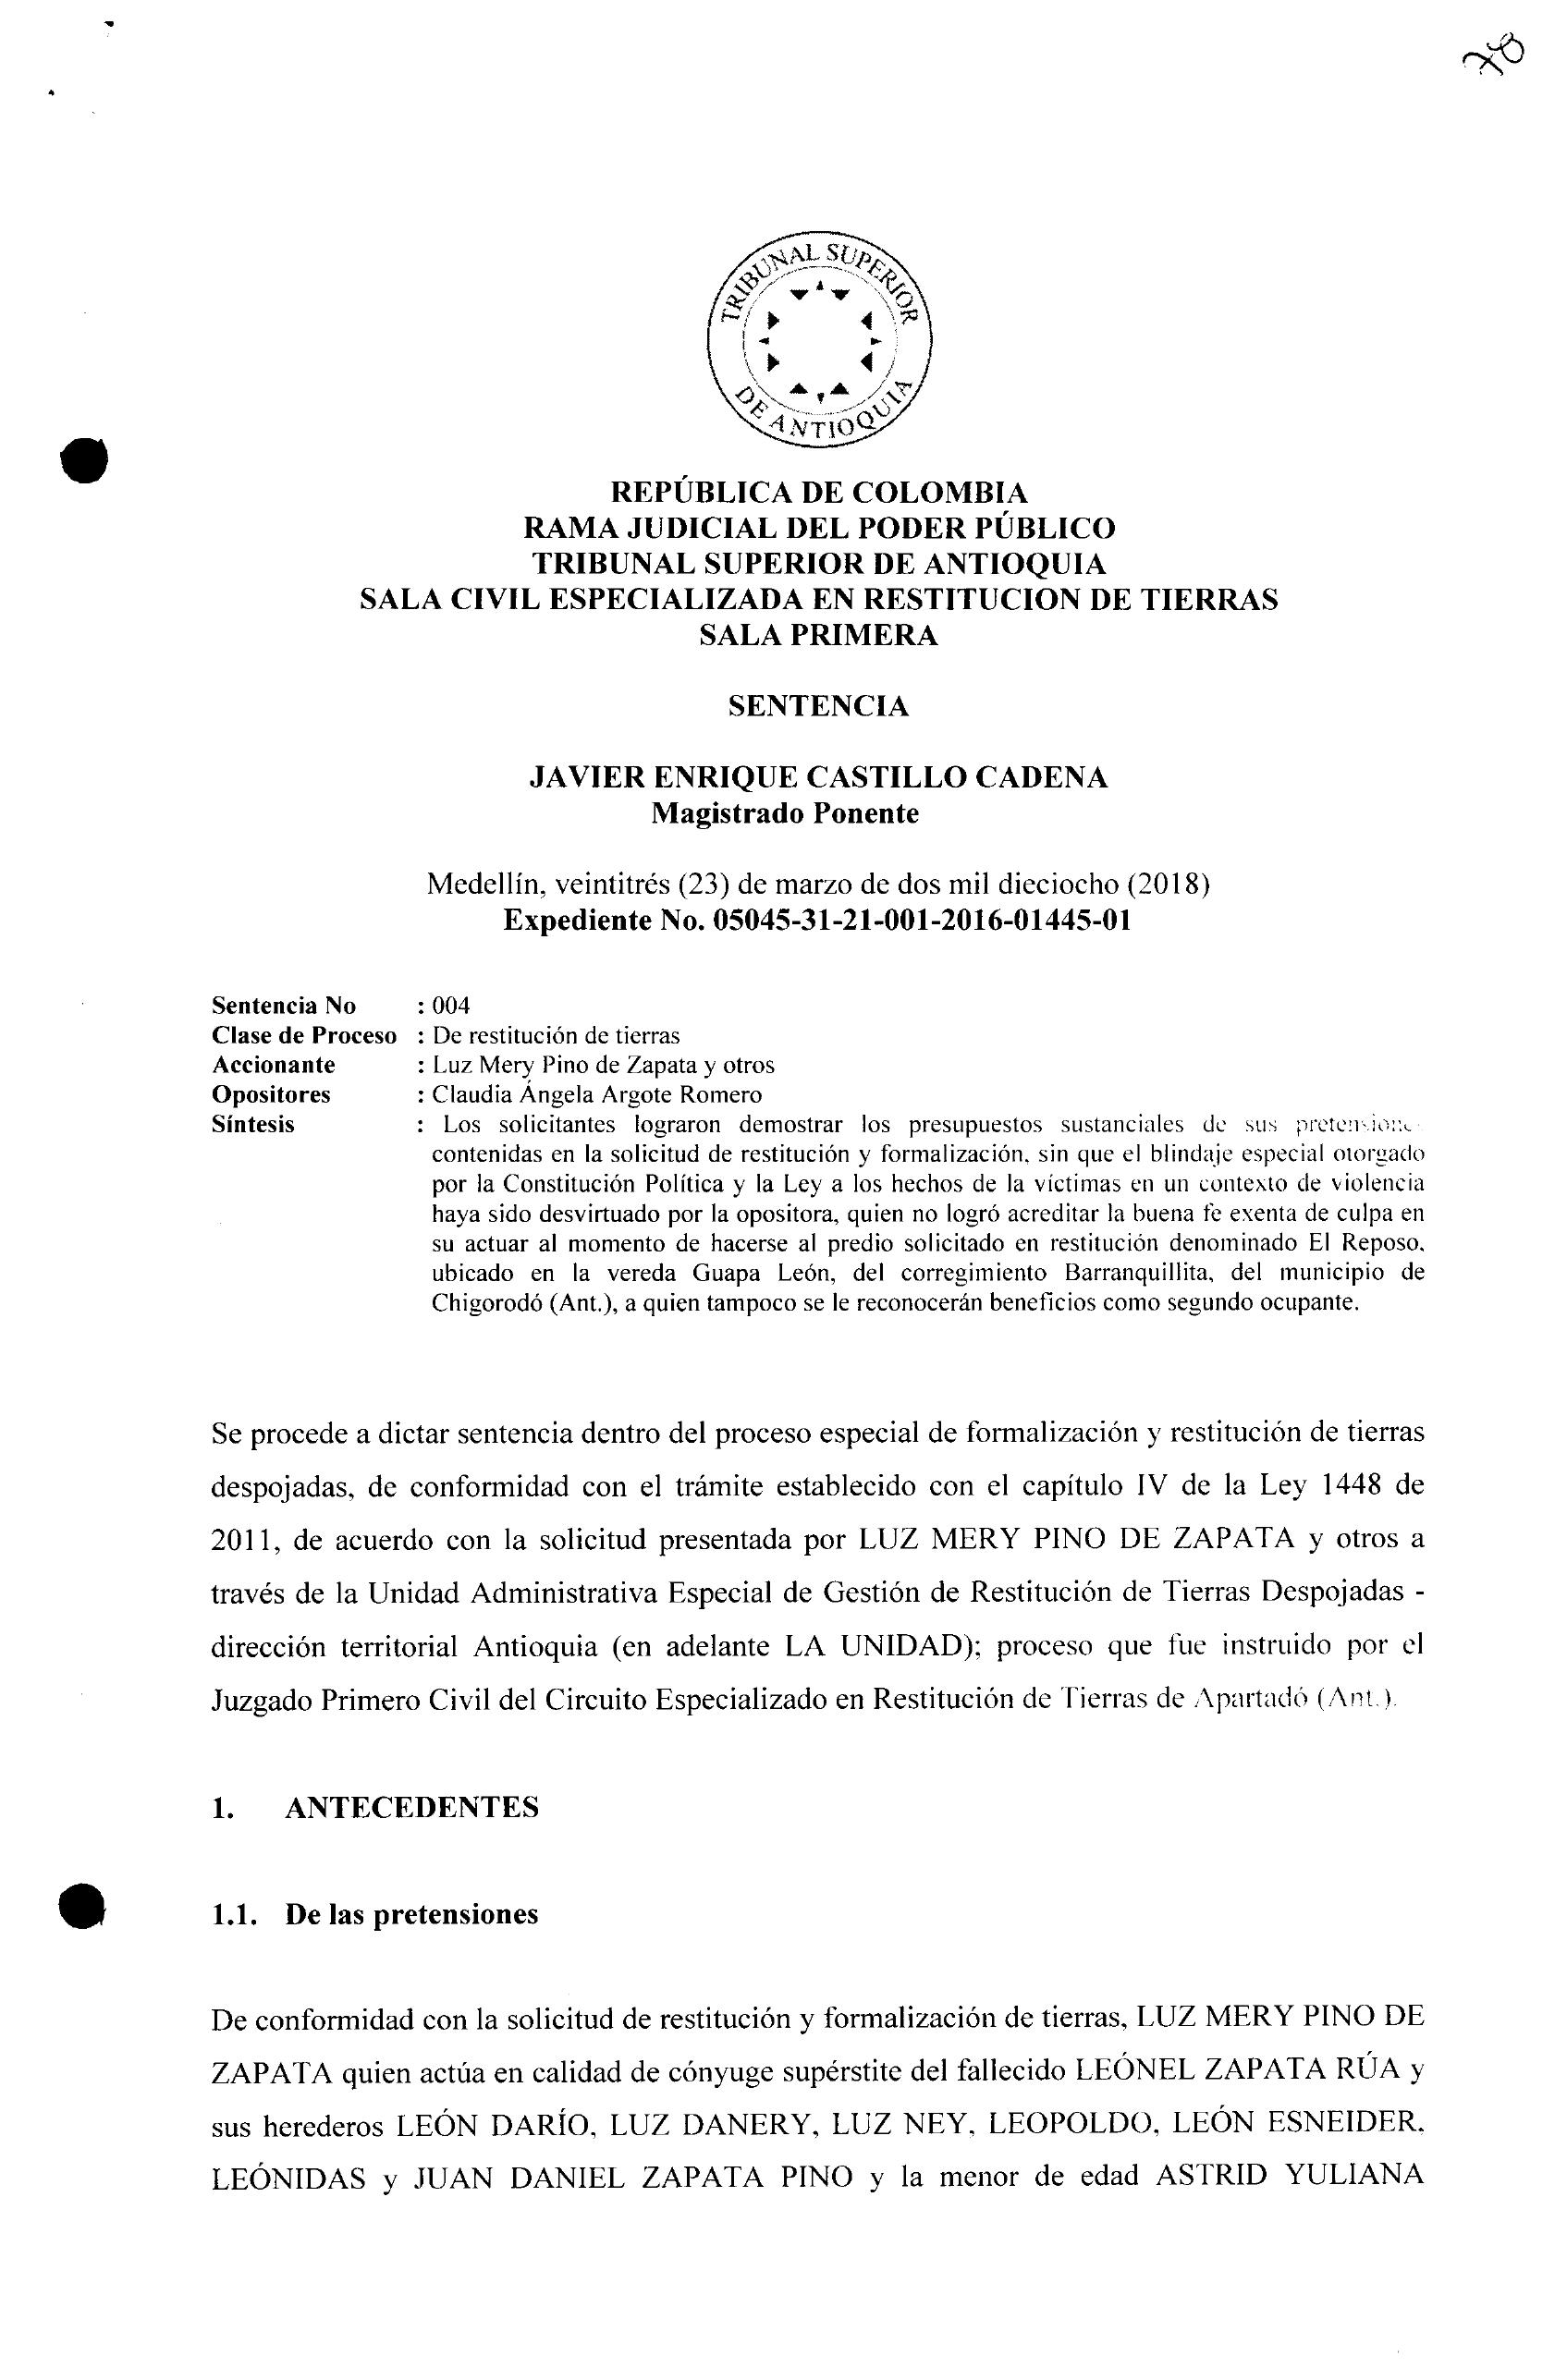 70
TRIBUNAL SUPERIOR
DE ANTIOQUIA
REPÚBLICA DE COLOMBIA
RAMA JUDICIAL DEL PODER PÚBLICO
TRIBUNAL SUPERIOR DE ANTIOQUIA
SALA CIVIL ESPECIALIZADA EN RESTITUCION DE TIERRAS
SALA PRIMERA
SENTENCIA
JAVIER ENRIQUE CASTILLO CADENA
Magistrado Ponente
Medellín, veintitrés (23) de marzo de dos mil dieciocho (2018)
Expediente No. 05045-31-21-001-2016-01445-01
Sentencia No : 004
Clase de Proceso : De restitución de tierras
Accionante : Luz Mery Pino de Zapata y otros
Opositores : Claudia Ángela Argote Romero
Síntesis : Los solicitantes lograron demostrar los presupuestos sustanciales de sus pretensiones
contenidas en la solicitud de restitución y formalización, sin que el blindaje especial otorgado
por la Constitución Política y la Ley a los hechos de la víctimas en un contexto de violencia
haya sido desvirtuado por la opositora, quien no logró acreditar la buena fe exenta de culpa en
su actuar al momento de hacerse al predio solicitado en restitución denominado El Reposo,
ubicado en la vereda Guapa León, del corregimiento Barranquillita, del municipio de
Chigorodó (Ant.), a quien tampoco se le reconocerán beneficios como segundo ocupante.
Se procede a dictar sentencia dentro del proceso especial de formalización y restitución de tierras
despojadas, de conformidad con el trámite establecido con el capítulo IV de la Ley 1448 de
2011, de acuerdo con la solicitud presentada por LUZ MERY PINO DE ZAPATA y otros a
través de la Unidad Administrativa Especial de Gestión de Restitución de Tierras Despojadas -
dirección territorial Antioquia (en adelante LA UNIDAD); proceso que fue instruido por el
Juzgado Primero Civil del Circuito Especializado en Restitución de Tierras de Apartadó (Ant.).
1. ANTECEDENTES
1.1. De las pretensiones
De conformidad con la solicitud de restitución y formalización de tierras, LUZ MERY PINO DE
ZAPATA quien actúa en calidad de cónyuge supérstite del fallecido LEÓNEL ZAPATA RÚA y
sus herederos LEÓN DARÍO, LUZ DANERY, LUZ NEY, LEOPOLDO, LEÓN ESNEIDER,
LEÓNIDAS y JUAN DANIEL ZAPATA PINO y la menor de edad ASTRID YULIANA